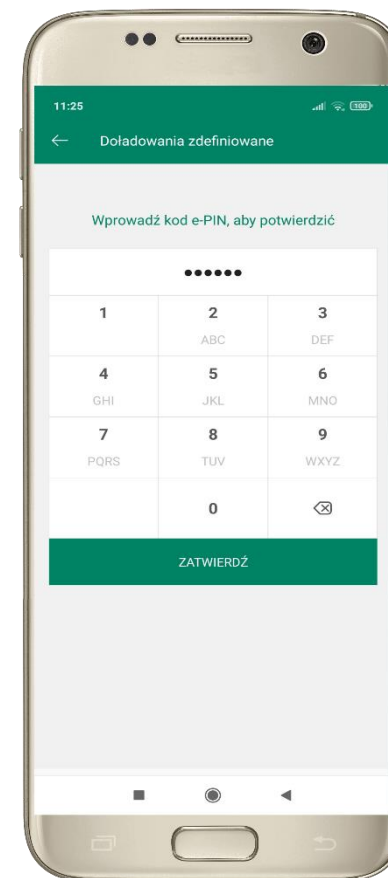 11:25
100
Doładowania zdefiniowane
Wprowadź kod e-PIN, aby potwierdzić
1 2 3
ABC DEF
4 5 6
GHI JKL MNO
7 8 9
PQRS TUV WXYZ
0
ZATWIERDŹ